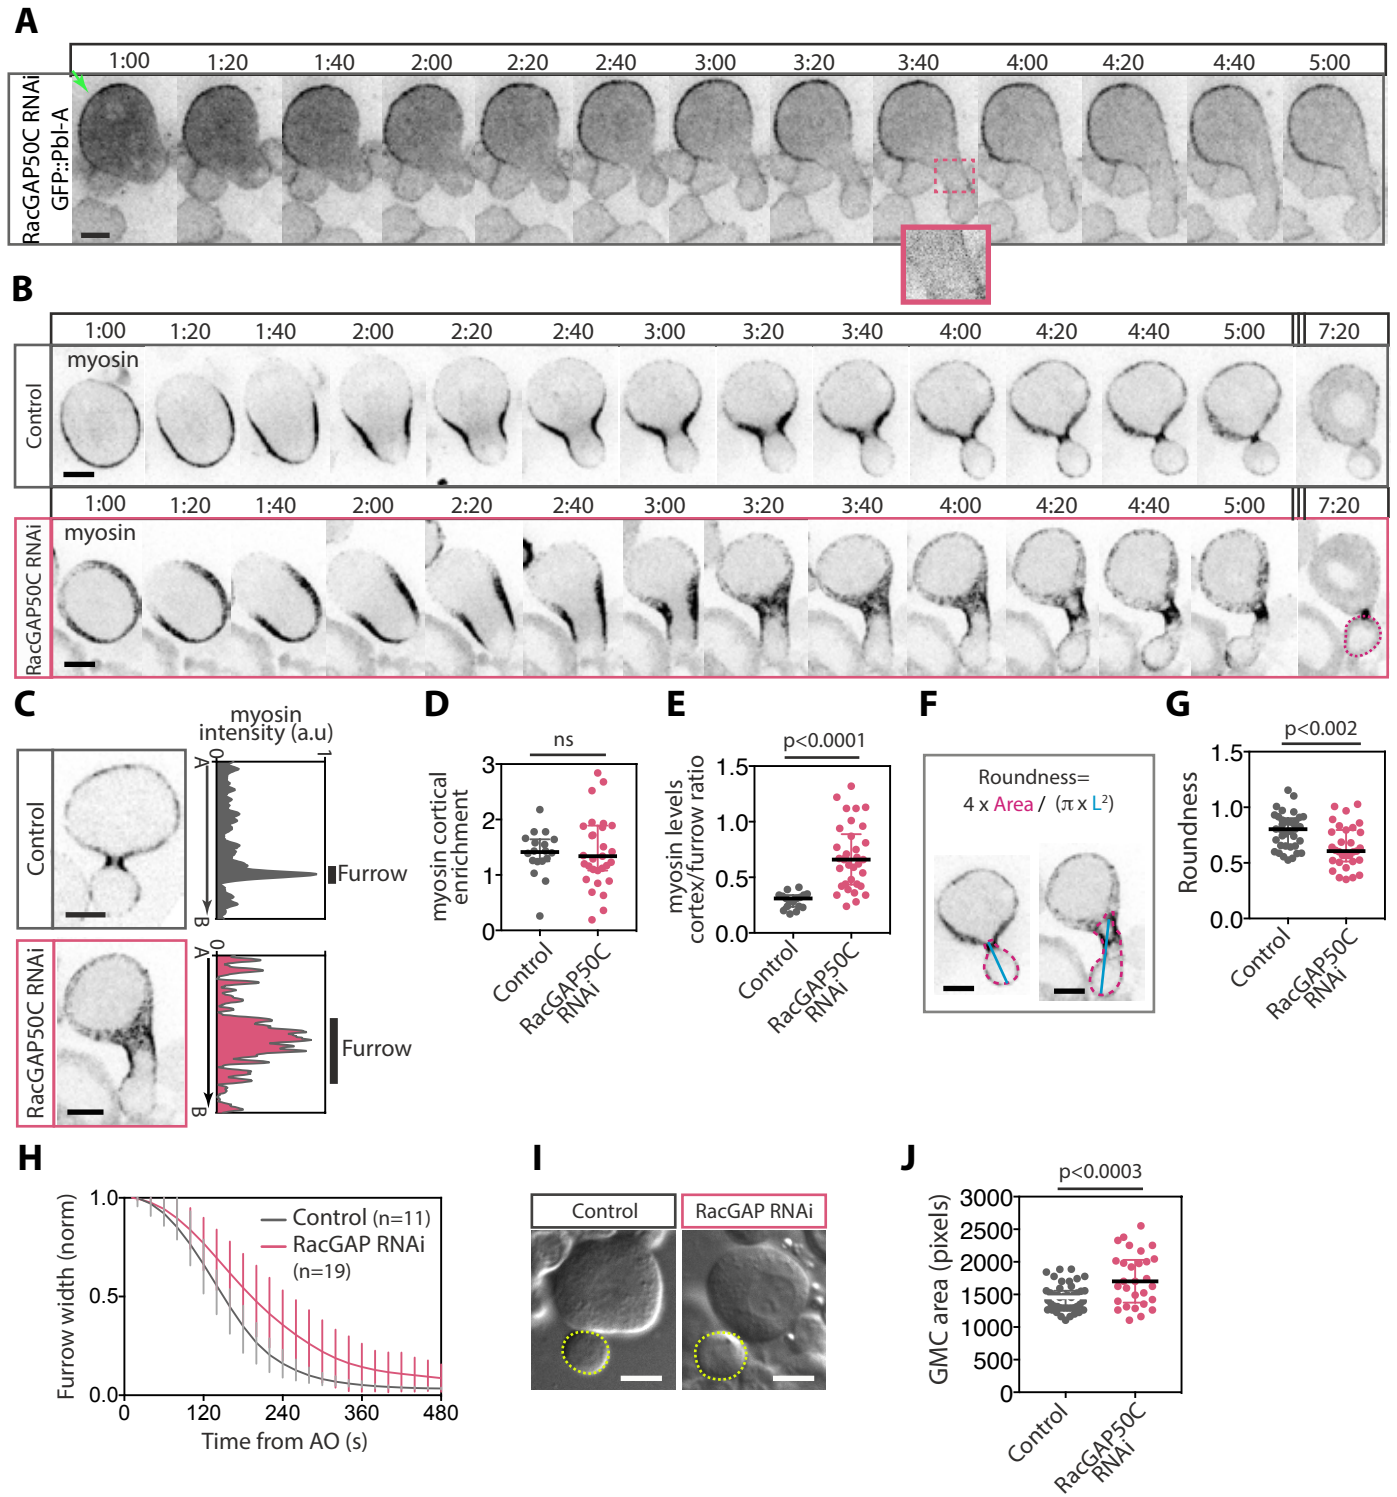 A
1:00 1:20 1:40 2:00 2:20 2:40 3:00 3:20 3:40 4:00 4:20 4:40 5:00
RacGAP50C RNAi
GFP::Pbl-A
B
1:00 1:20 1:40 2:00 2:20 2:40 3:00 3:20 3:40 4:00 4:20 4:40 5:00 7:20
Control
myosin
1:00 1:20 1:40 2:00 2:20 2:40 3:00 3:20 3:40 4:00 4:20 4:40 5:00 7:20
RacGAP50C RNAi
myosin
C
myosin
intensity (a.u)
0 1
Control
A
B
Furrow
RacGAP50C RNAi
0
A
B
Furrow
D
ns
myosin cortical
enrichment
3
2
1
0
Control
RacGAP50C
RNAi
E
p<0.0001
myosin levels
cortex/furrow ratio
1.5
1.0
0.5
0.0
Control
RacGAP50C
RNAi
F
Roundness=
4 x Area / (π x L²)
G
p<0.002
Roundness
1.5
1.0
0.5
0.0
Control
RacGAP50C
RNAi
H
Furrow width (norm)
1.0
0.5
0.0
Control (n=11)
RacGAP RNAi
(n=19)
0 120 240 360 480
Time from AO (s)
I
Control
RacGAP RNAi
J
p<0.0003
GMC area (pixels)
3000
2500
2000
1500
1000
500
0
Control
RacGAP50C
RNAi